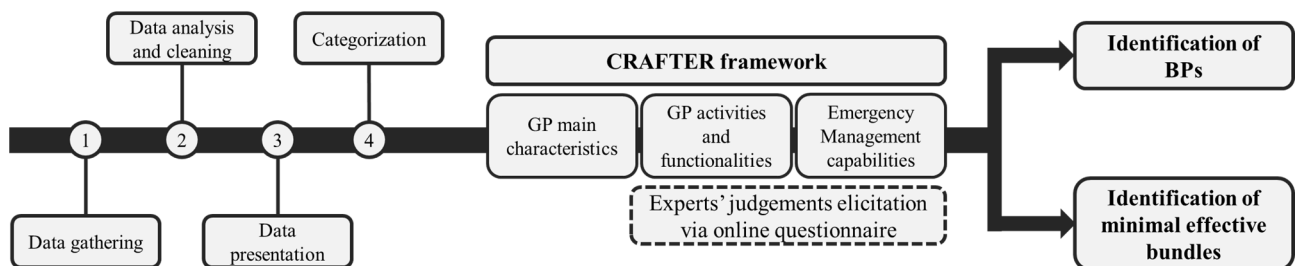 Data analysis
and cleaning
Categorization
1
2
3
4
Data gathering
Data
presentation
CRAFTER framework
GP main
characteristics
GP activities
and
functionalities
Emergency
Management
capabilities
Experts' judgements elicitation
via online questionnaire
Identification of
BPs
Identification of
minimal effective
bundles